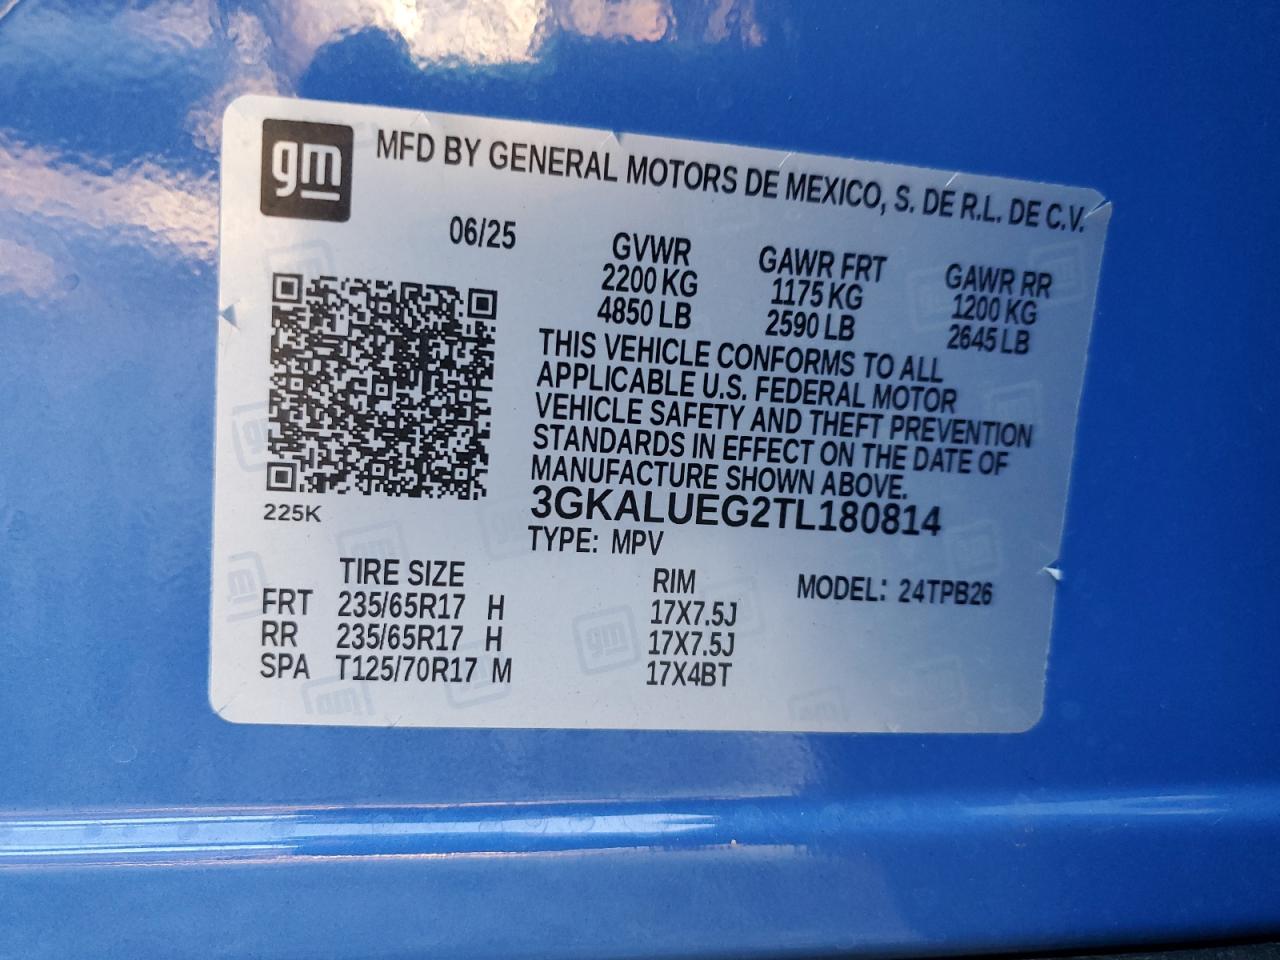 gm MFD BY GENERAL MOTORS DE MEXICO, S. DE R.L. DE C.V.
06/25
GVWR GAWR FRT GAWR RR
2200 KG 1175 KG 1200 KG
4850 LB 2590 LB 2645 LB
THIS VEHICLE CONFORMS TO ALL
APPLICABLE U.S. FEDERAL MOTOR
VEHICLE SAFETY AND THEFT PREVENTION
STANDARDS IN EFFECT ON THE DATE OF
MANUFACTURE SHOWN ABOVE.
3GKALUEG2TL180814
225K
TYPE: MPV
TIRE SIZE RIM MODEL: 24TPB26
FRT 235/65R17 H 17X7.5J
RR 235/65R17 H 17X7.5J
SPA T125/70R17 M 17X4BT